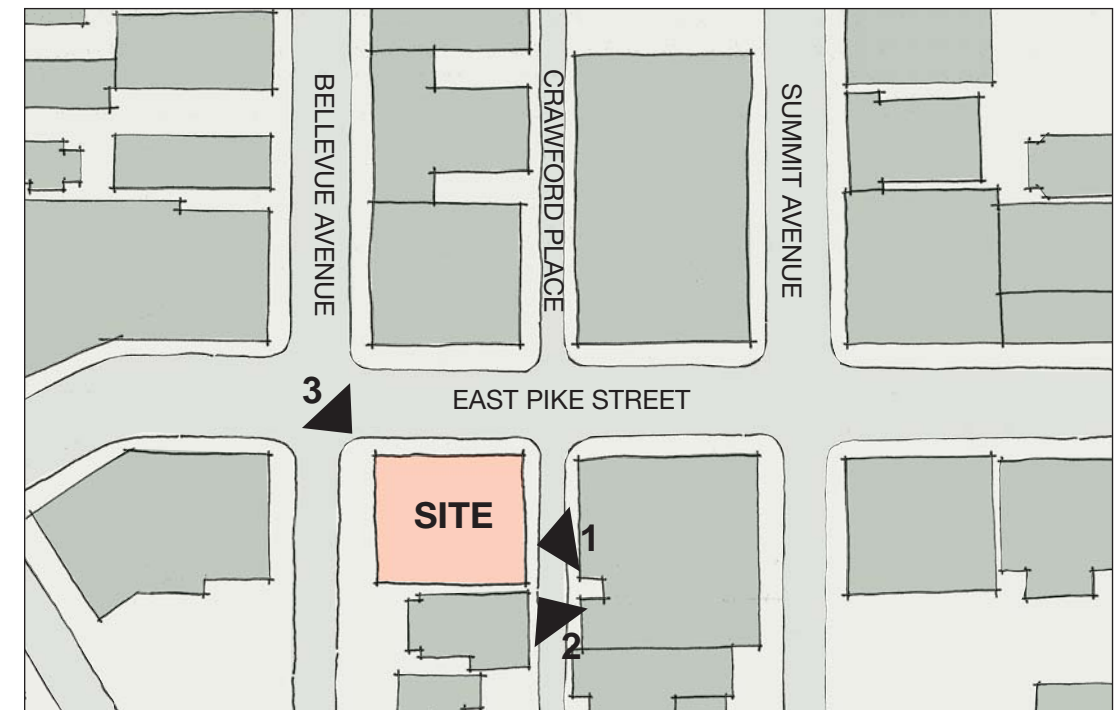 BELLEVUE AVENUE
CRAWFORD PLACE
SUMMIT AVENUE
3
EAST PIKE STREET
SITE
1
2